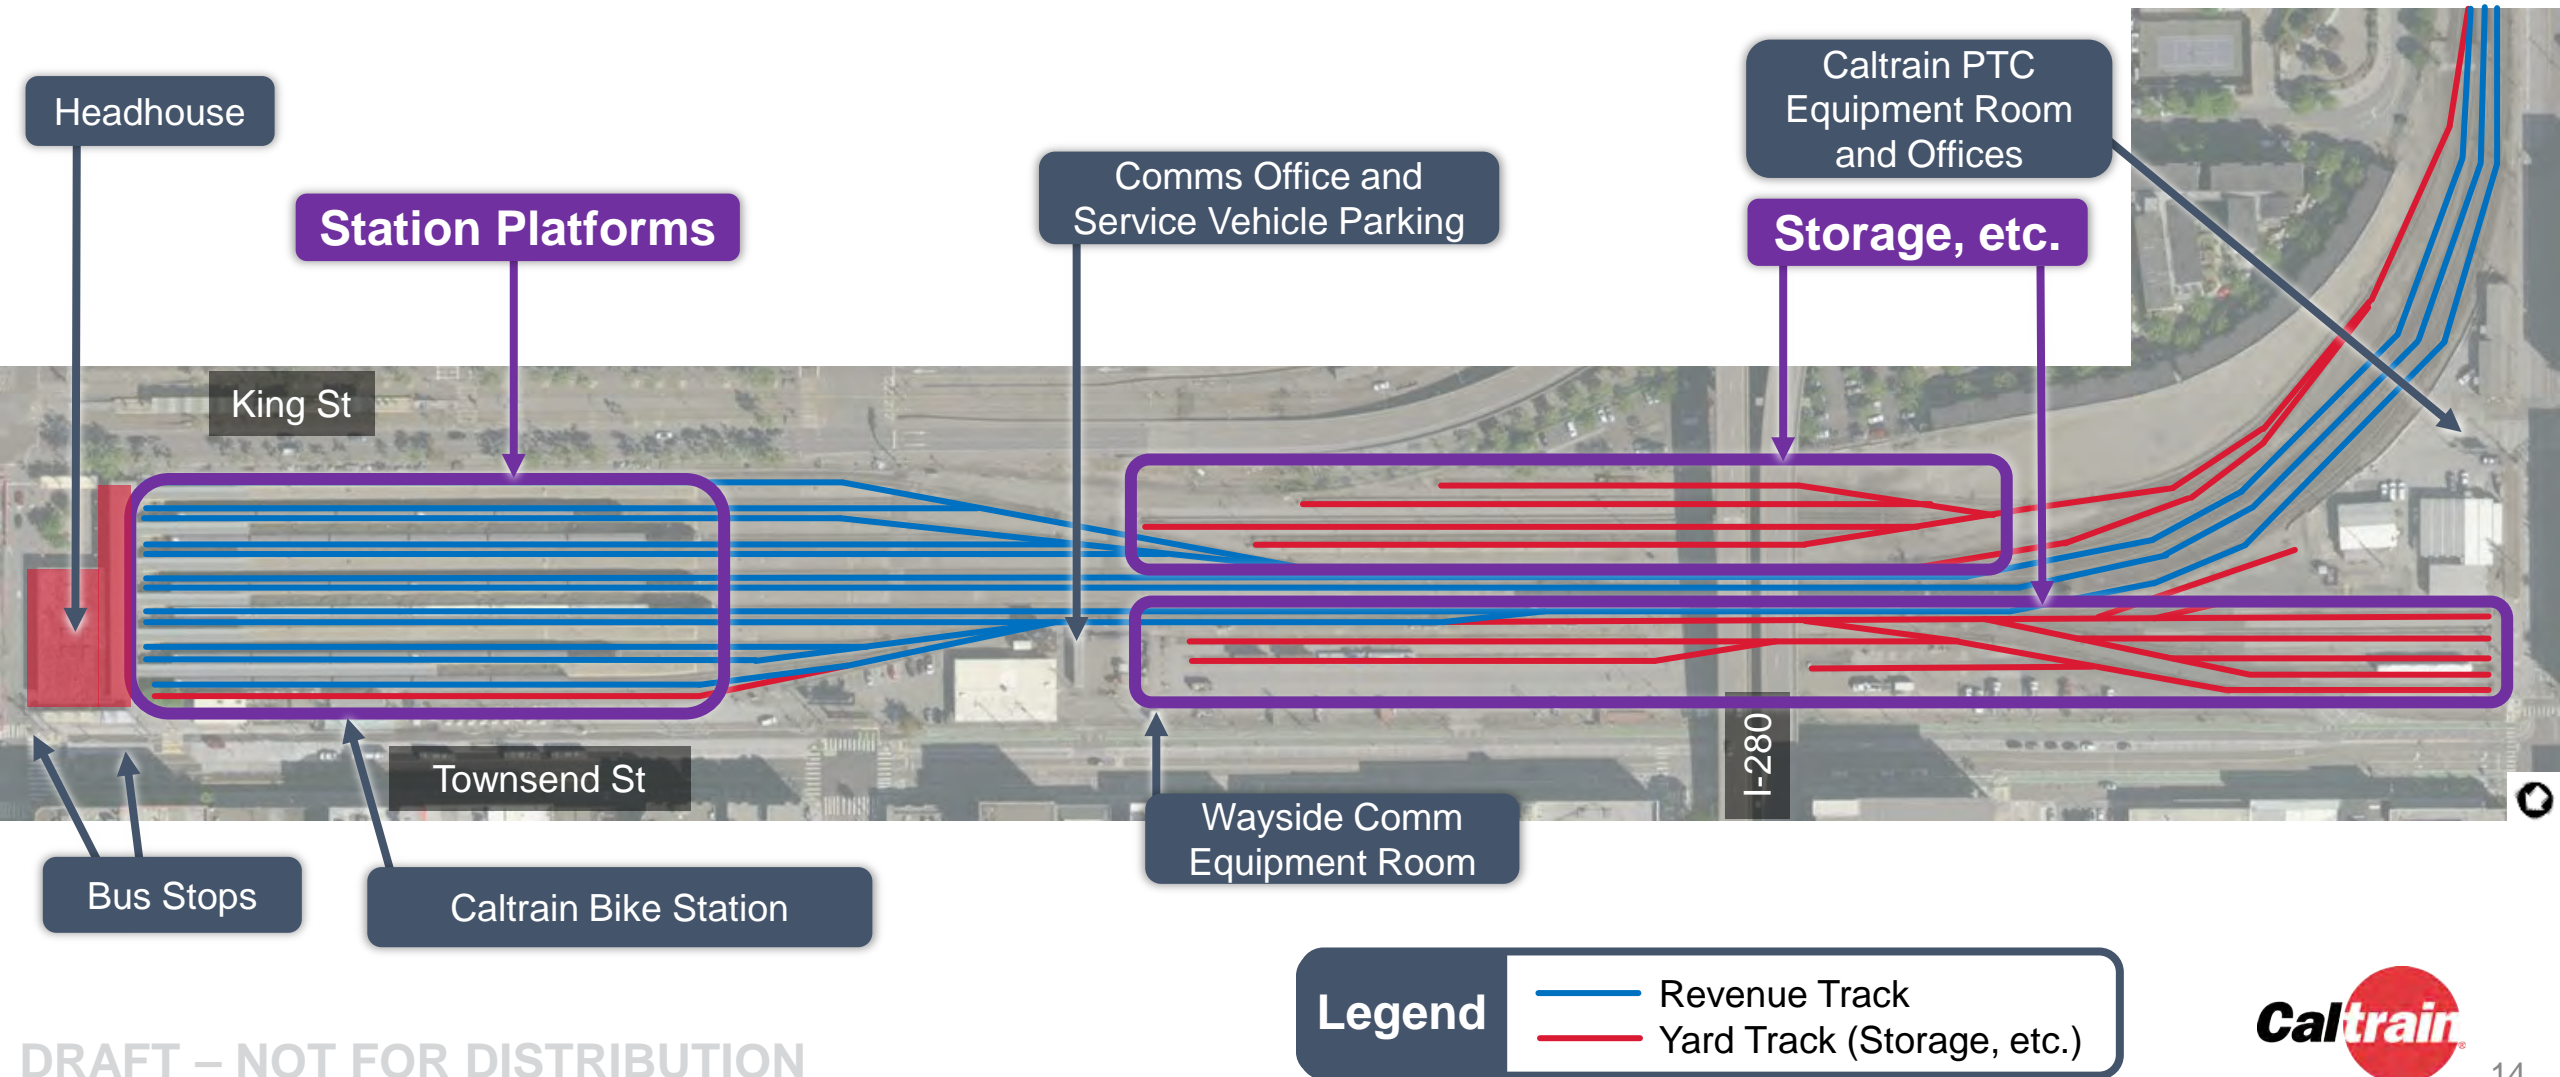 Headhouse
Station Platforms
Comms Office and
Service Vehicle Parking
Caltrain PTC
Equipment Room
and Offices
Storage, etc.
King St
Townsend St
I-280
Bus Stops
Caltrain Bike Station
Wayside Comm
Equipment Room
Legend
Revenue Track
Yard Track (Storage, etc.)
Caltrain
DRAFT – NOT FOR DISTRIBUTION
14